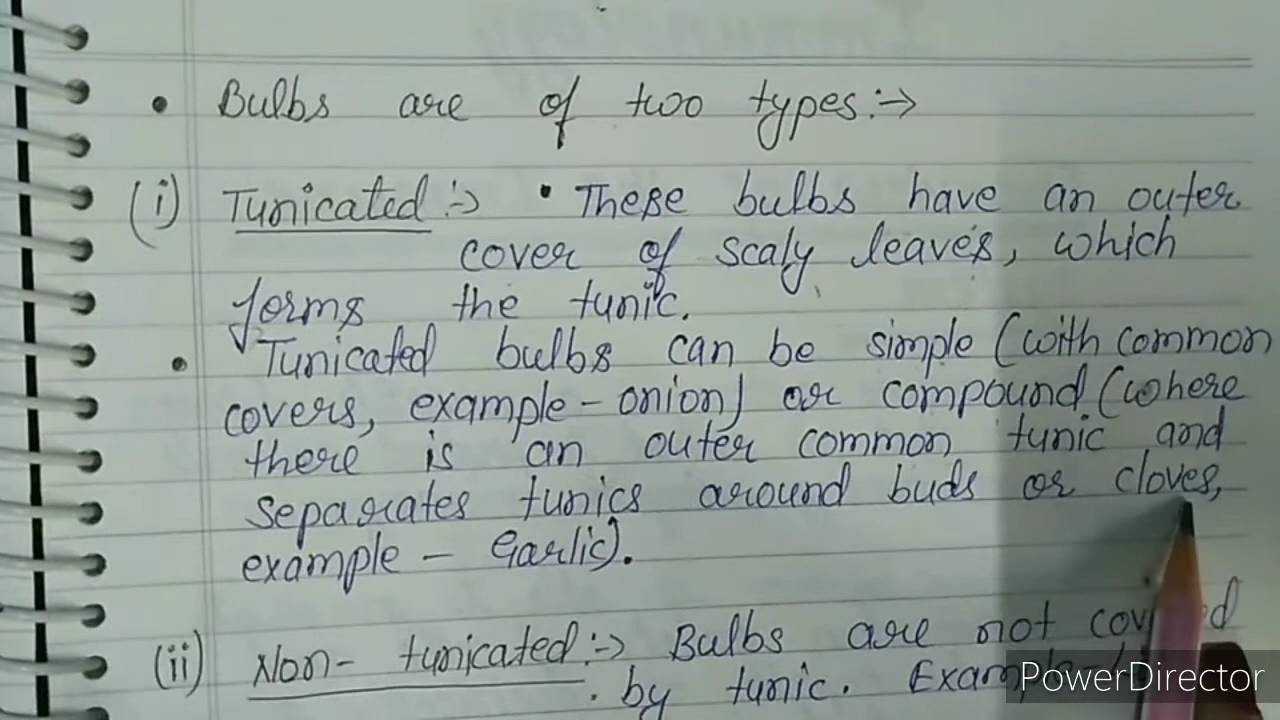 • Bulbs are of two types:→
(i) Tunicated:→ • These bulbs have an outer
cover of scaly leaves, which
forms the tunic.
• Tunicated bulbs can be simple (with common
covers, example - onion) or compound (where
there is an outer common tunic and
separates tunics around buds or cloves,
example - Garlic).
(ii) Non-tunicated:→ Bulbs are not
by tunic.
PowerDirector